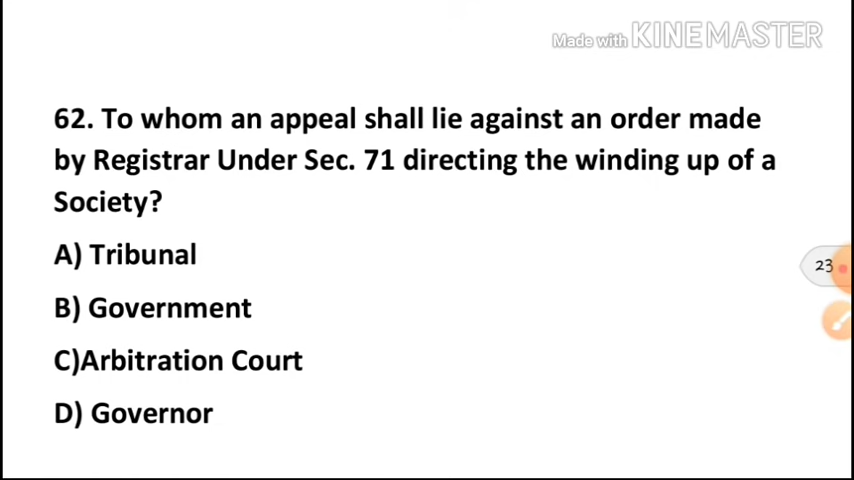 Made with KINEMASTER
62. To whom an appeal shall lie against an order made
by Registrar Under Sec. 71 directing the winding up of a
Society?
A) Tribunal
23
B) Government
C)Arbitration Court
D) Governor